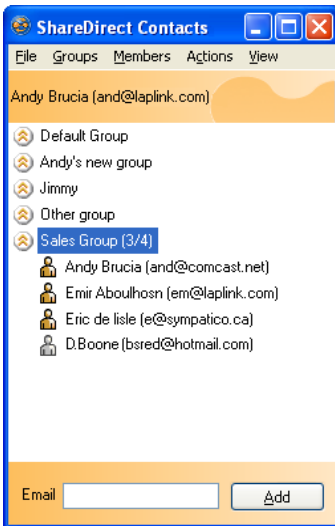 ShareDirect Contacts
File Groups Members Actions View
Andy Brucia (and@laplink.com)
Default Group
Andy's new group
Jimmy
Other group
Sales Group (3/4)
Andy Brucia (and@comcast.net)
Emir Aboulhosn (em@laplink.com)
Eric de lisle (e@sympatico.ca)
D.Boone (bsred@hotmail.com)
Email Add